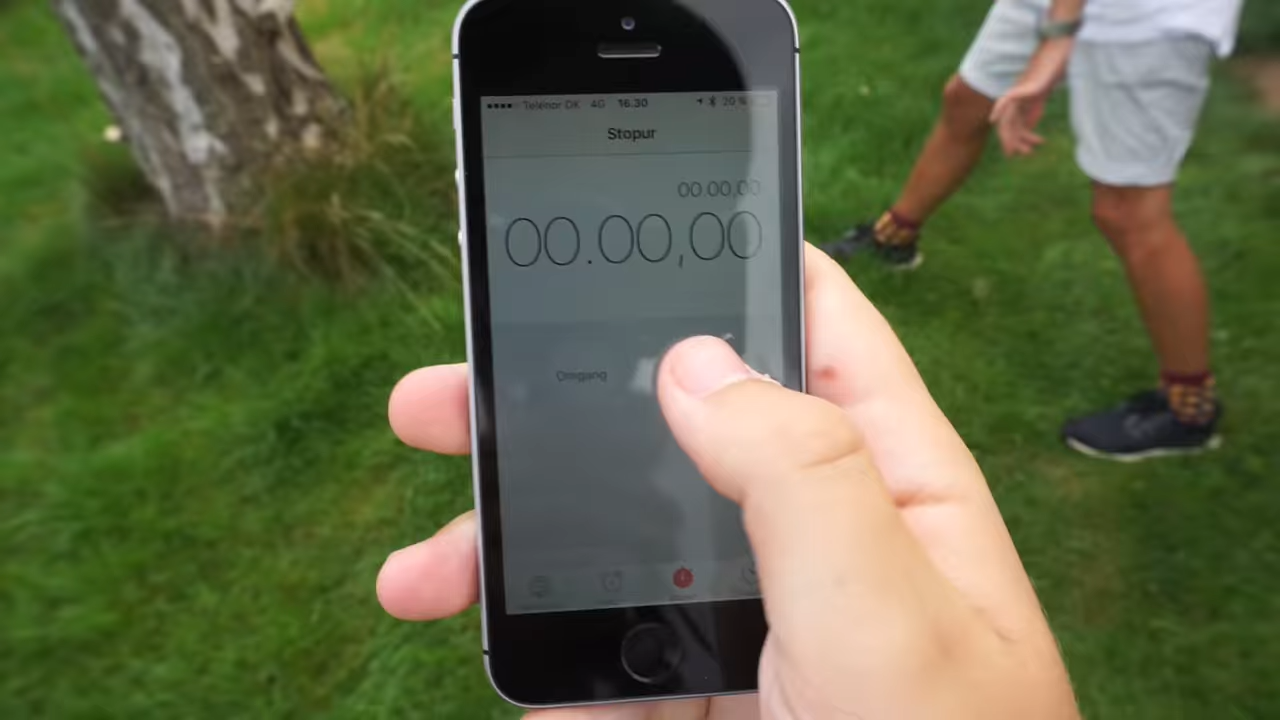 Telenor DK 4G 16.30 20 %
Stopur
00.00,00
00.00,00
Omgang